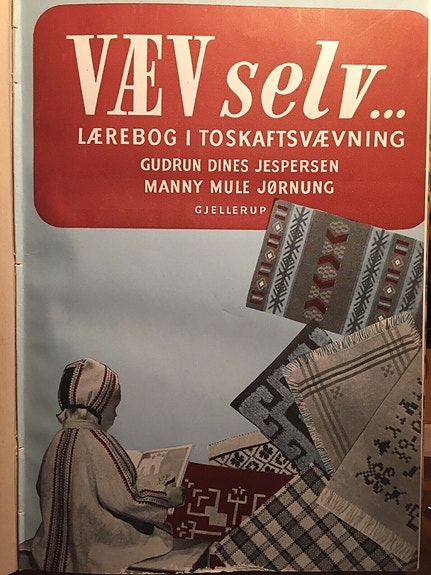 VÆV selv...
LÆREBOG I TOSKAFTSVÆVNING
GUDRUN DINES JESPERSEN
MANNY MULE JØRNUNG
GJELLERUP